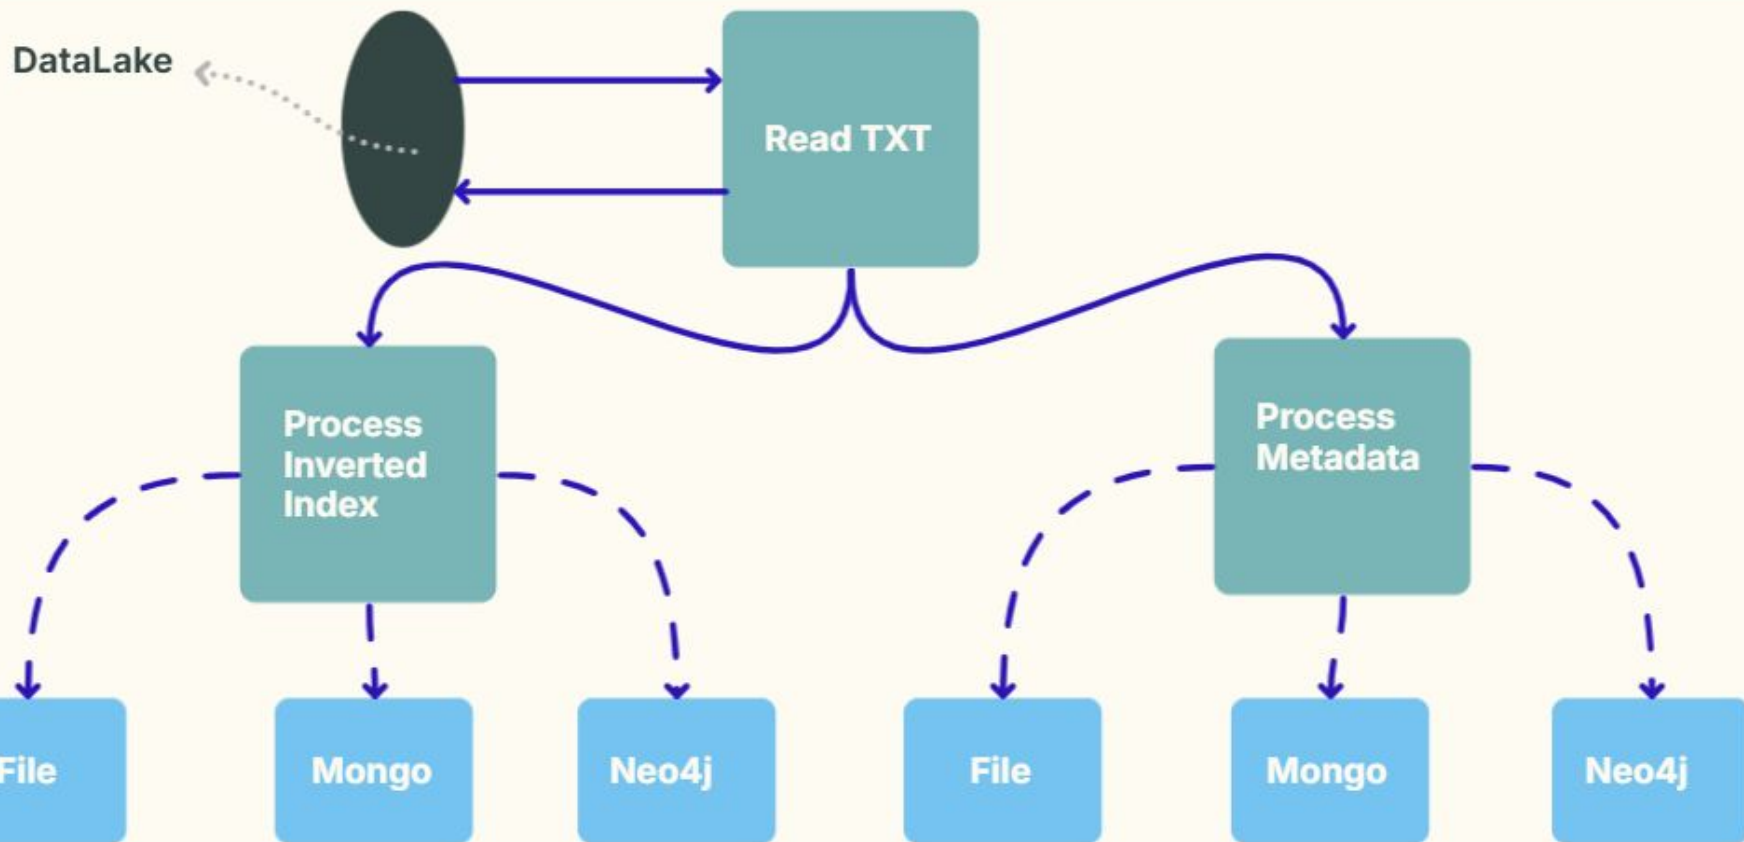 DataLake
Read TXT
Process
Inverted
Index
Process
Metadata
File
Mongo
Neo4j
File
Mongo
Neo4j